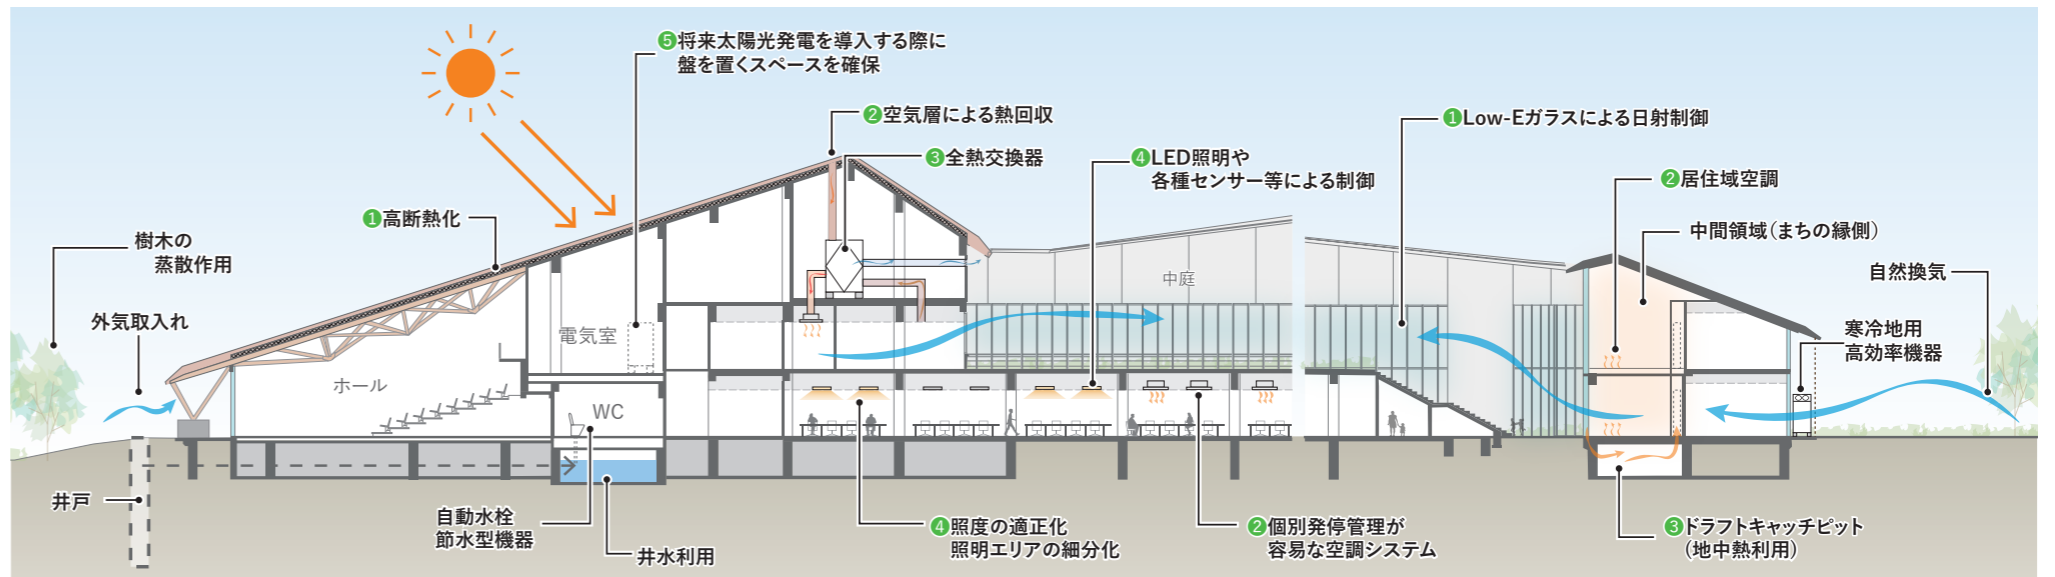 ❺将来太陽光発電を導入する際に
盤を置くスペースを確保
❷空気層による熱回収
❸全熱交換器
❹LED照明や
各種センサー等による制御
❶Low-Eガラスによる日射制御
❷居住域空調
中間領域（まちの縁側）
自然換気
寒冷地用
高効率機器
❶高断熱化
樹木の
蒸散作用
外気取入れ
中庭
電気室
ホール
WC
井戸
自動水栓
節水型機器
井水利用
❹照度の適正化
照明エリアの細分化
❷個別発停管理が
容易な空調システム
❸ドラフトキャッチピット
（地中熱利用）